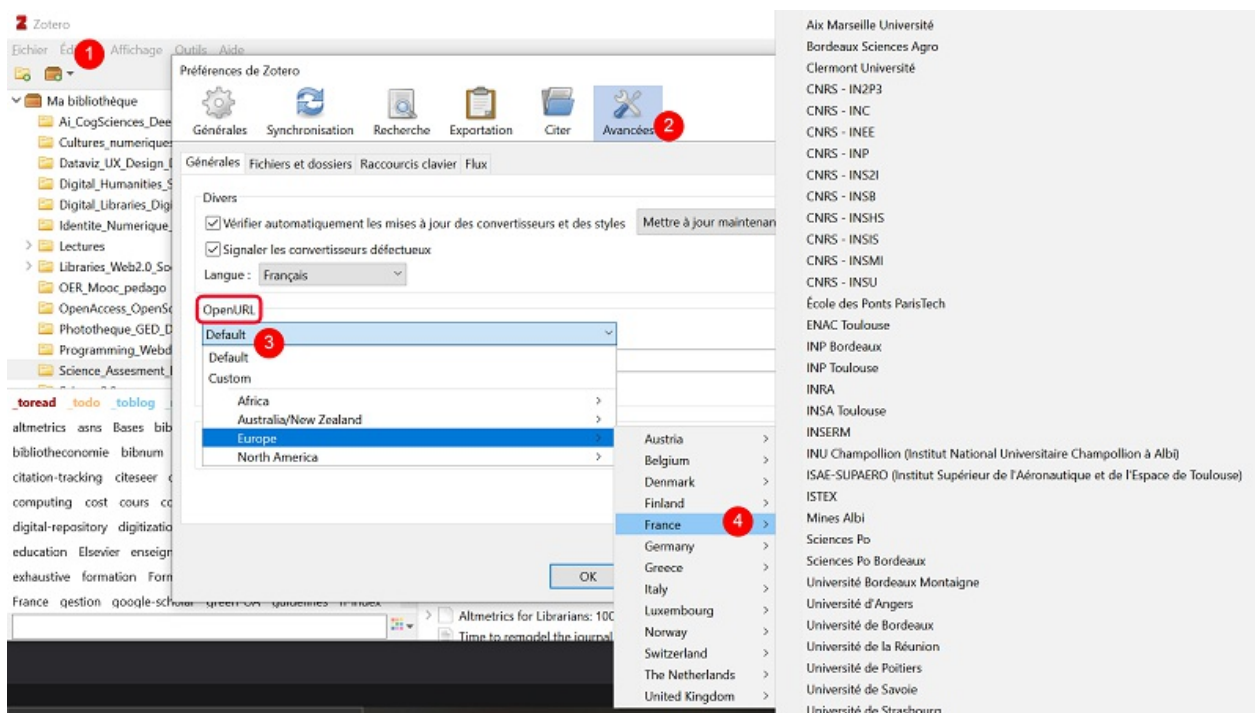 Zotero
Fichier Affichage Outils Aide
1
Ma bibliothèque
Ai_CogSciences_Dee
Cultures_numeriques
Dataviz_UX_Design_
Digital_Humanities_S
Digital_Libraries_Digi
Identite_Numerique_
Lectures
Libraries_Web2.0_So
OER_Mooc_pedago
OpenAccess_OpenSc
Phototheque_GED_D
Programming_Webd
Science_Assesment_
_toread _todo _toblog
altmetrics asns Bases bib
bibliotheconomie bibnum
citation-tracking citeseer
computing cost cours
digital-repository digitizatio
education Elsevier enseign
exhaustive formation Form
France gestion google-scholar green-OA guidelines h-index
Préférences de Zotero
Générales Synchronisation Recherche Exportation Citer Avancées 2
Générales Fichiers et dossiers Raccourcis clavier Flux
Divers
Vérifier automatiquement les mises à jour des convertisseurs et des styles Mettre à jour maintenan
Signaler les convertisseurs défectueux
Langue : Français
OpenURL
Default
3
Default
Custom
Africa
Australia/New Zealand
Europe
North America
OK
Altmetrics for Librarians: 100
Time to remodel the journal
Austria
Belgium
Denmark
Finland
France 4
Germany
Greece
Italy
Luxembourg
Norway
Switzerland
The Netherlands
United Kingdom
Aix Marseille Université
Bordeaux Sciences Agro
Clermont Université
CNRS - IN2P3
CNRS - INC
CNRS - INEE
CNRS - INP
CNRS - INS2I
CNRS - INSB
CNRS - INSHS
CNRS - INSIS
CNRS - INSMI
CNRS - INSU
École des Ponts ParisTech
ENAC Toulouse
INP Bordeaux
INP Toulouse
INRA
INSA Toulouse
INSERM
INU Champollion (Institut National Universitaire Champollion à Albi)
ISAE-SUPAERO (Institut Supérieur de l'Aéronautique et de l'Espace de Toulouse)
ISTEX
Mines Albi
Sciences Po
Sciences Po Bordeaux
Université Bordeaux Montaigne
Université d'Angers
Université de Bordeaux
Université de la Réunion
Université de Poitiers
Université de Savoie
Université de Strasbourg